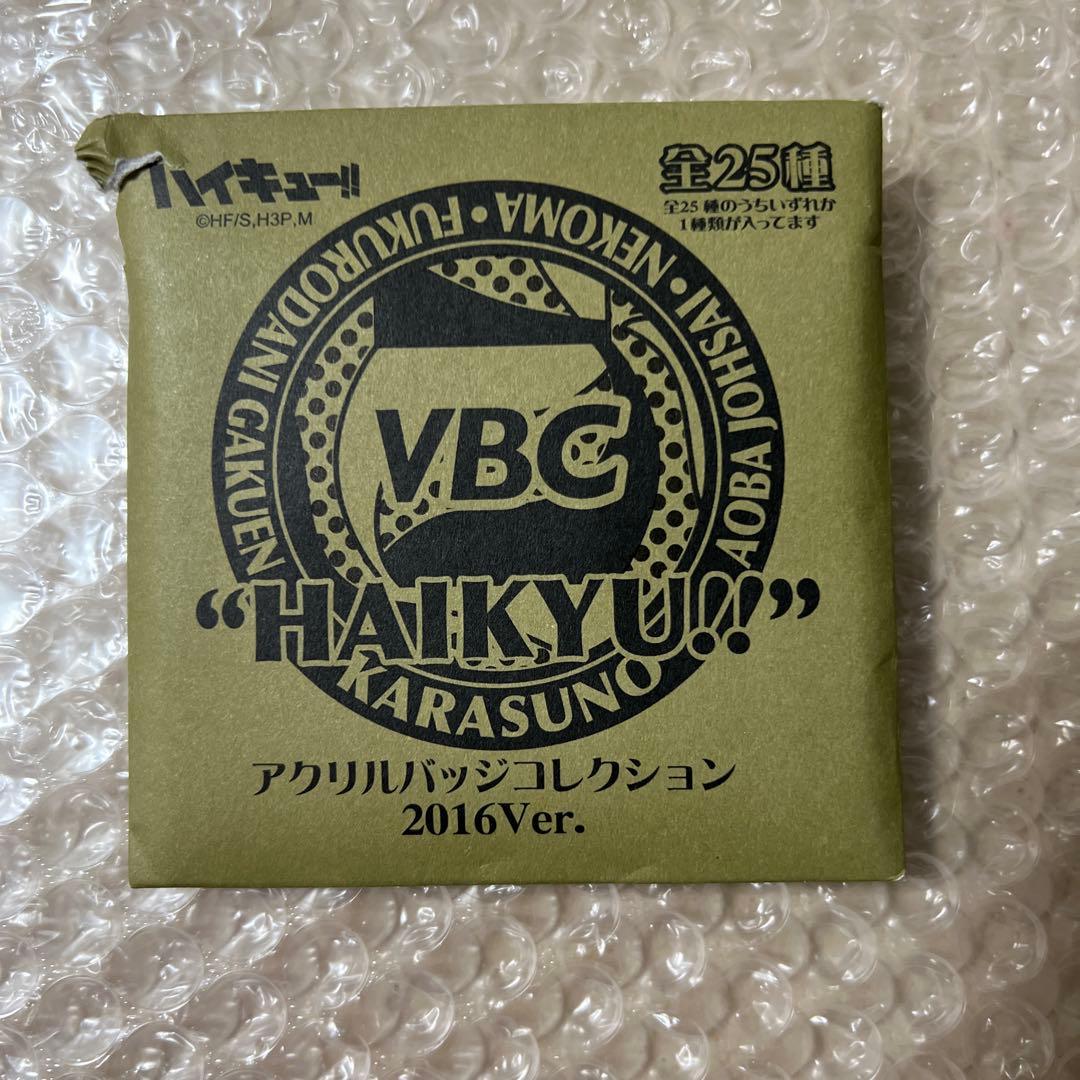 ハイキュー!!
©HF/S,H3P,M
全25種
全25種のうちいずれか
1種類が入ってます
FUKURODANI GAKUEN・NEKOMA・AOBA JOHSAI・
VBC
“HAIKYU!!”
KARASUNO
アクリルバッジコレクション
2016Ver.